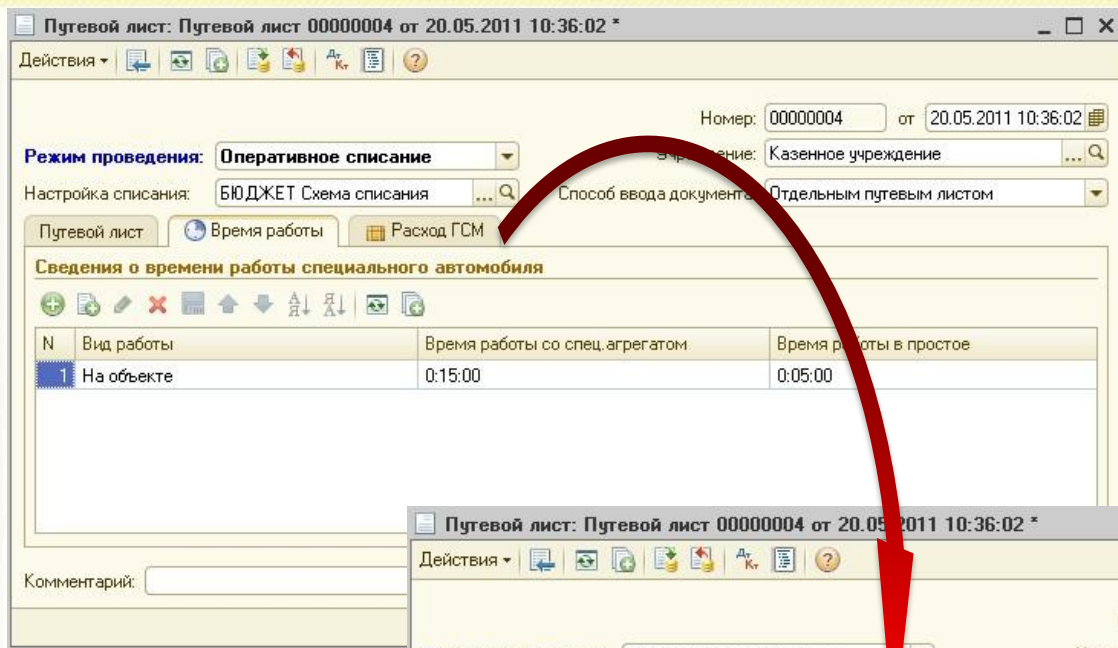 Путевой лист: Путевой лист 00000004 от 20.05.2011 10:36:02 *
Действия
Номер: 00000004 от 20.05.2011 10:36:02
Режим проведения: Оперативное списание Казенное учреждение
Настройка списания: БЮДЖЕТ Схема списания Способ ввода документа Отдельным путевым листом
Путевой лист Время работы Расход ГСМ
Сведения о времени работы специального автомобиля
N Вид работы Время работы со спец.агрегатом Время работы в простое
1 На объекте 0:15:00 0:05:00
Комментарий:
Путевой лист: Путевой лист 00000004 от 20.05.2011 10:36:02 *
Действия